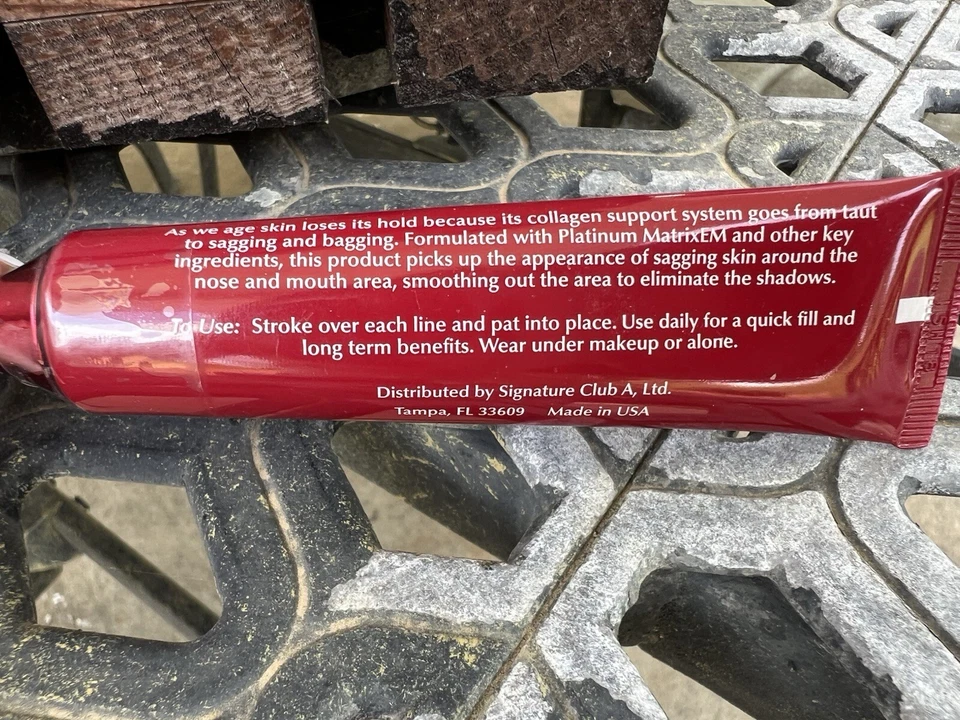 As we age skin loses its hold because its collagen support system goes from taut
to sagging and bagging. Formulated with Platinum MatrixEM and other key
ingredients, this product picks up the appearance of sagging skin around the
nose and mouth area, smoothing out the area to eliminate the shadows.
To Use: Stroke over each line and pat into place. Use daily for a quick fill and
long term benefits. Wear under makeup or alone.
Distributed by Signature Club A, Ltd.
Tampa, FL 33609 Made in USA